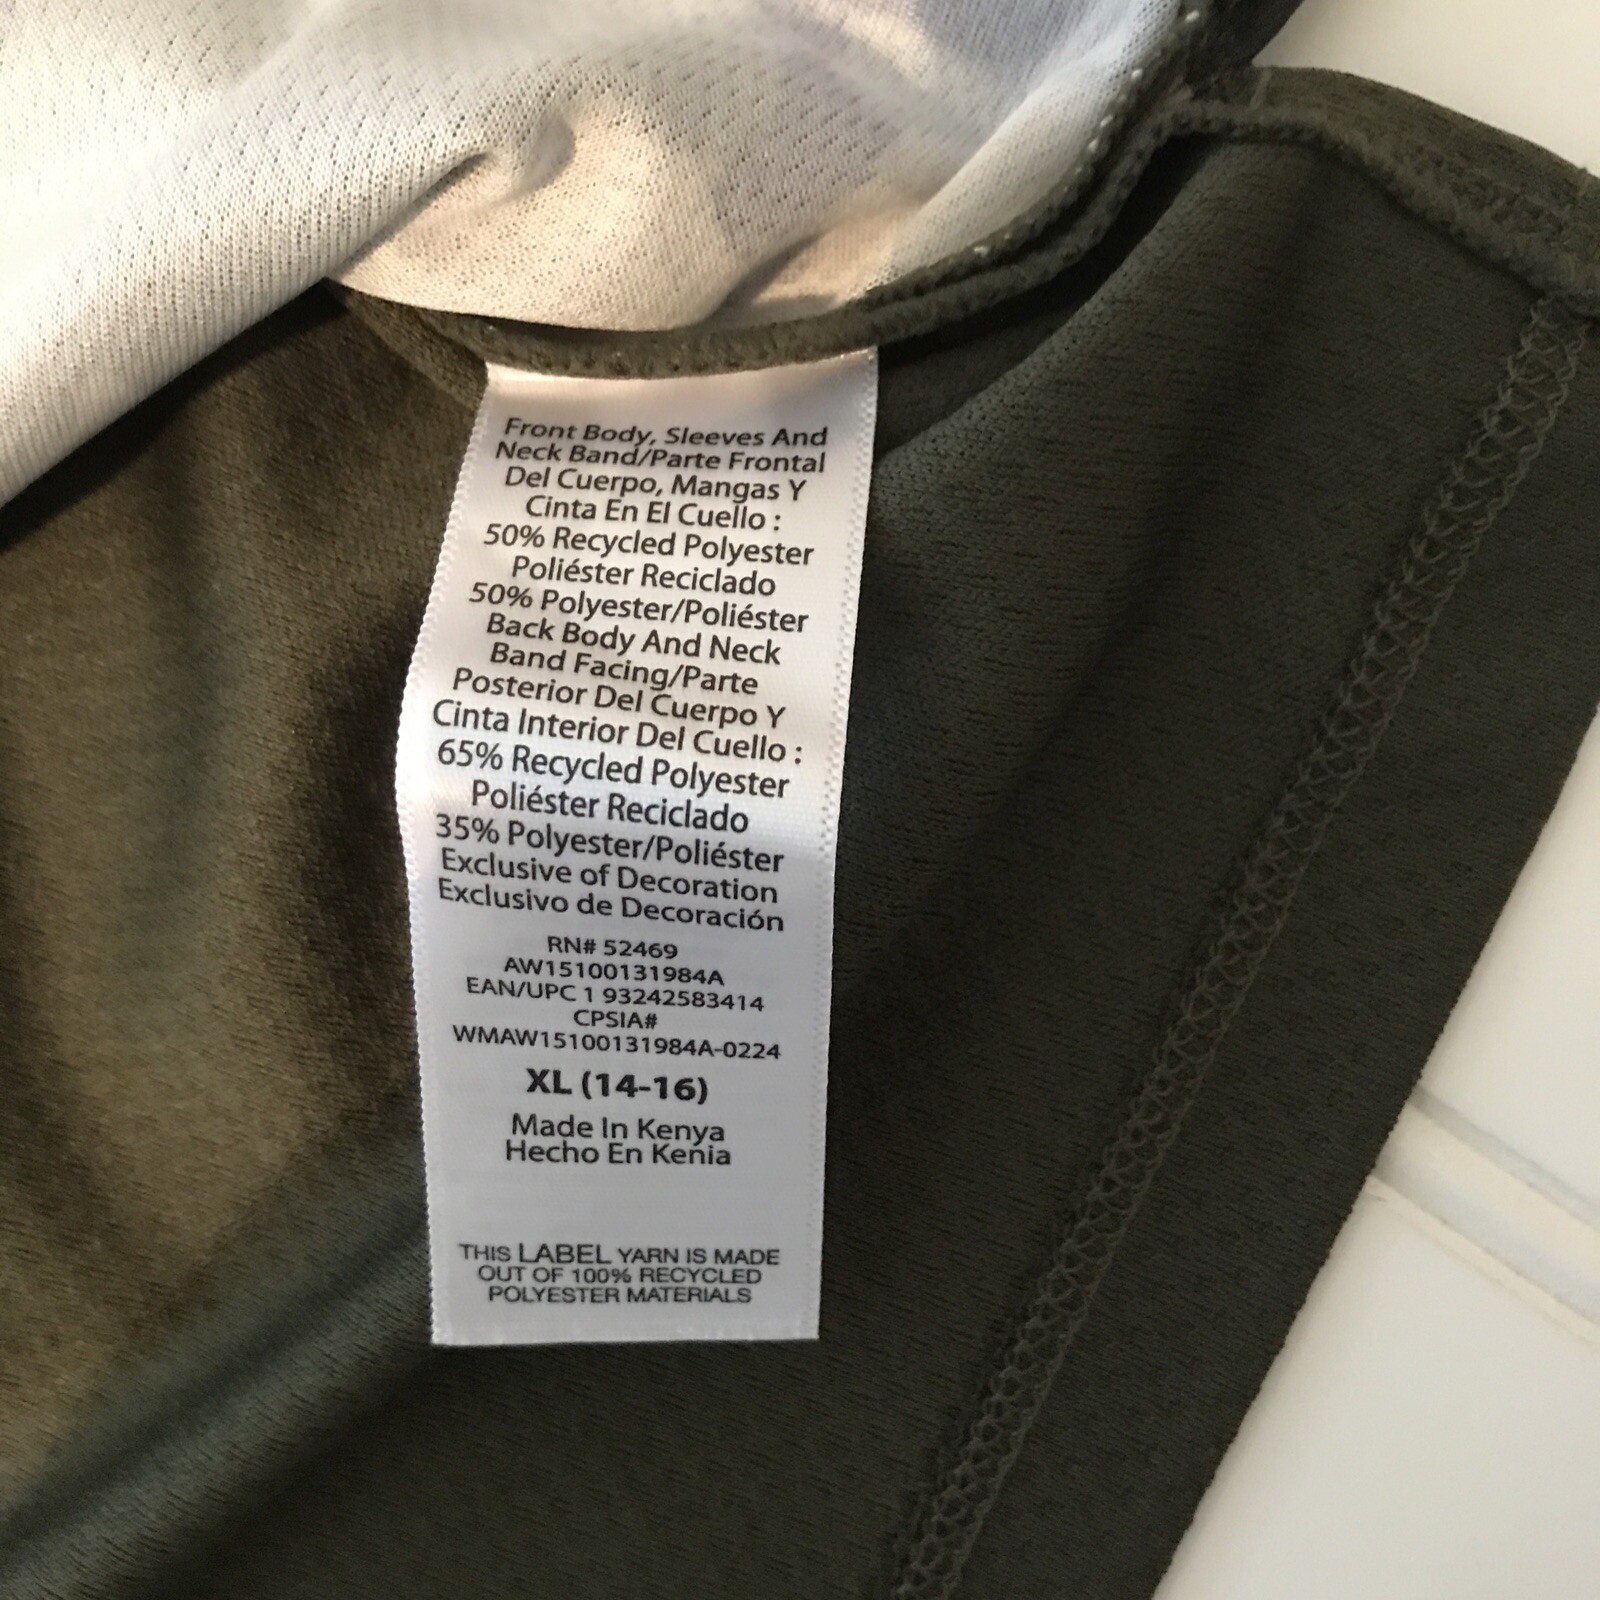 Front Body, Sleeves And
Neck Band/Parte Frontal
Del Cuerpo, Mangas Y
Cinta En El Cuello :
50% Recycled Polyester
Poliéster Reciclado
50% Polyester/Poliéster
Back Body And Neck
Band Facing/Parte
Posterior Del Cuerpo Y
Cinta Interior Del Cuello :
65% Recycled Polyester
Poliéster Reciclado
35% Polyester/Poliéster
Exclusive of Decoration
Exclusivo de Decoración
RN# 52469
AW15100131984A
EAN/UPC 1 93242583414
CPSIA#
WMAW15100131984A-0224
XL (14-16)
Made In Kenya
Hecho En Kenia
THIS LABEL YARN IS MADE
OUT OF 100% RECYCLED
POLYESTER MATERIALS